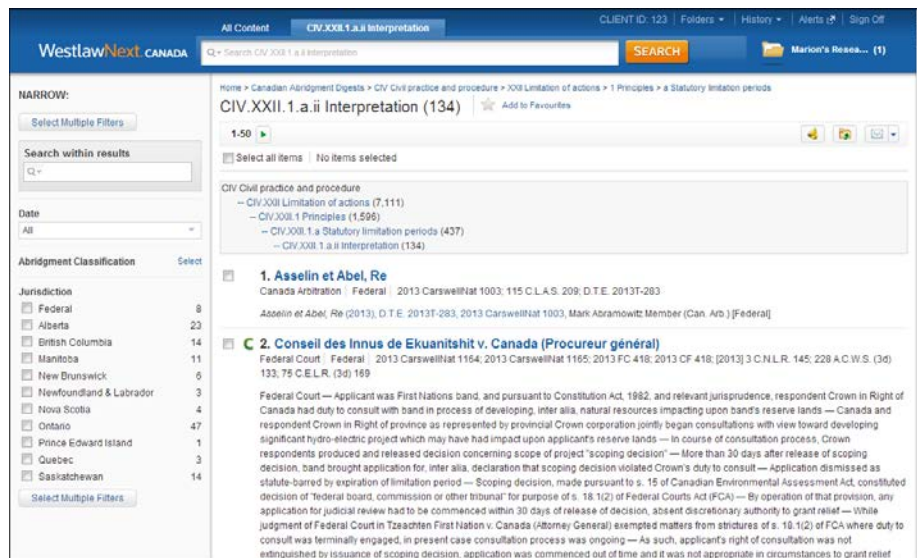 CLIENT ID: 123 Folders History Alerts Sign Off
All Content CIV.XXII.1.a.ii Interpretation
WestlawNext CANADA
Search CIV.XXII.1.a.ii Interpretation
SEARCH
Marion's Resea... (1)
NARROW:
Select Multiple Filters
Search within results
Date
All
Abridgment Classification Select
Jurisdiction
Federal 8
Alberta 23
British Columbia 14
Manitoba 11
New Brunswick 6
Newfoundland & Labrador 3
Nova Scotia 4
Ontario 47
Prince Edward Island 1
Quebec 3
Saskatchewan 14
Select Multiple Filters
Home > Canadian Abridgment Digests > CIV Civil practice and procedure > XXII Limitation of actions > 1 Principles > a Statutory limitation periods
CIV.XXII.1.a.ii Interpretation (134) Add to Favourites
1-50
Select all items No items selected
CIV Civil practice and procedure
– CIV.XXII Limitation of actions (7,111)
– CIV.XXII.1 Principles (1,596)
– CIV.XXII.1.a Statutory limitation periods (437)
– CIV.XXII.1.a.ii Interpretation (134)
1. Asselin et Abel, Re
Canada Arbitration Federal 2013 CarswellNat 1003; 115 C.L.A.S. 209; D.T.E. 2013T-283
Asselin et Abel, Re (2013), D.T.E. 2013T-283, 2013 CarswellNat 1003, Mark Abramowitz Member (Can. Arb.) [Federal]
C 2. Conseil des Innus de Ekuanitshit v. Canada (Procureur général)
Federal Court Federal 2013 CarswellNat 1164; 2013 CarswellNat 1165; 2013 FC 418; 2013 CF 418; [2013] 3 C.N.L.R. 145; 228 A.C.W.S. (3d)
133; 75 C.E.L.R. (3d) 169
Federal Court — Applicant was First Nations band, and pursuant to Constitution Act, 1982, and relevant jurisprudence, respondent Crown in Right of
Canada had duty to consult with band in process of developing, inter alia, natural resources impacting upon band's reserve lands — Canada and
respondent Crown in Right of province as represented by provincial Crown corporation jointly began consultations with view toward developing
significant hydro-electric project which may have had impact upon applicant's reserve lands — In course of consultation process, Crown
respondents produced and released decision concerning scope of project "scoping decision" — More than 30 days after release of scoping
decision, band brought application for, inter alia, declaration that scoping decision violated Crown's duty to consult — Application dismissed as
statute-barred by expiration of limitation period — Scoping decision, made pursuant to s. 15 of Canadian Environmental Assessment Act, constituted
decision of "federal board, commission or other tribunal" for purpose of s. 18.1(2) of Federal Courts Act (FCA) — By operation of that provision, any
application for judicial review had to be commenced within 30 days of release of decision, absent discretionary authority to grant relief — While
judgment of Federal Court in Tzeachten First Nation v. Canada (Attorney General) exempted matters from strictures of s. 18.1(2) of FCA where duty to
consult was terminally engaged, in present case consultation process was ongoing — As such, applicant's right of consultation was not
extinguished by issuance of scoping decision, application was commenced out of time and it was not appropriate in circumstances to grant relief